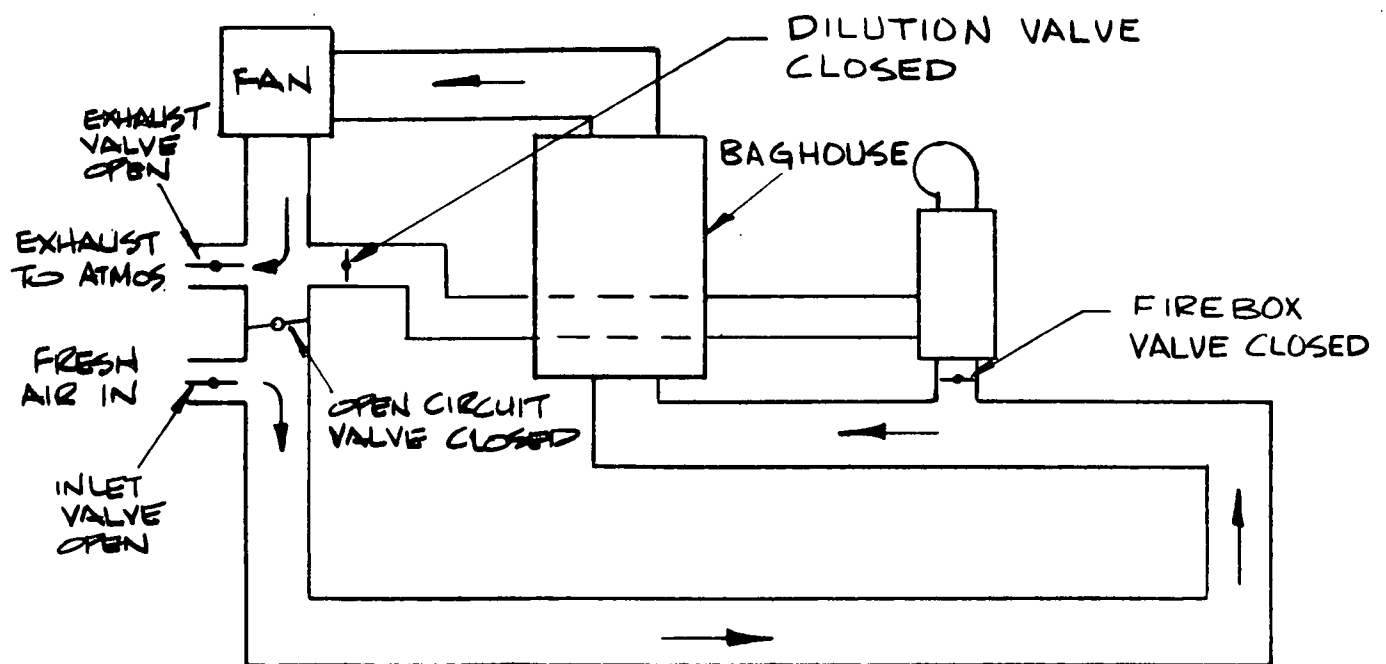 DILUTION VALVE
CLOSED
FAN
EXHAUST
VALVE
OPEN
BAGHOUSE
EXHAUST
TO ATMOS.
FIREBOX
VALVE CLOSED
FRESH
AIR IN
OPEN CIRCUIT
VALVE CLOSED
INLET
VALVE
OPEN